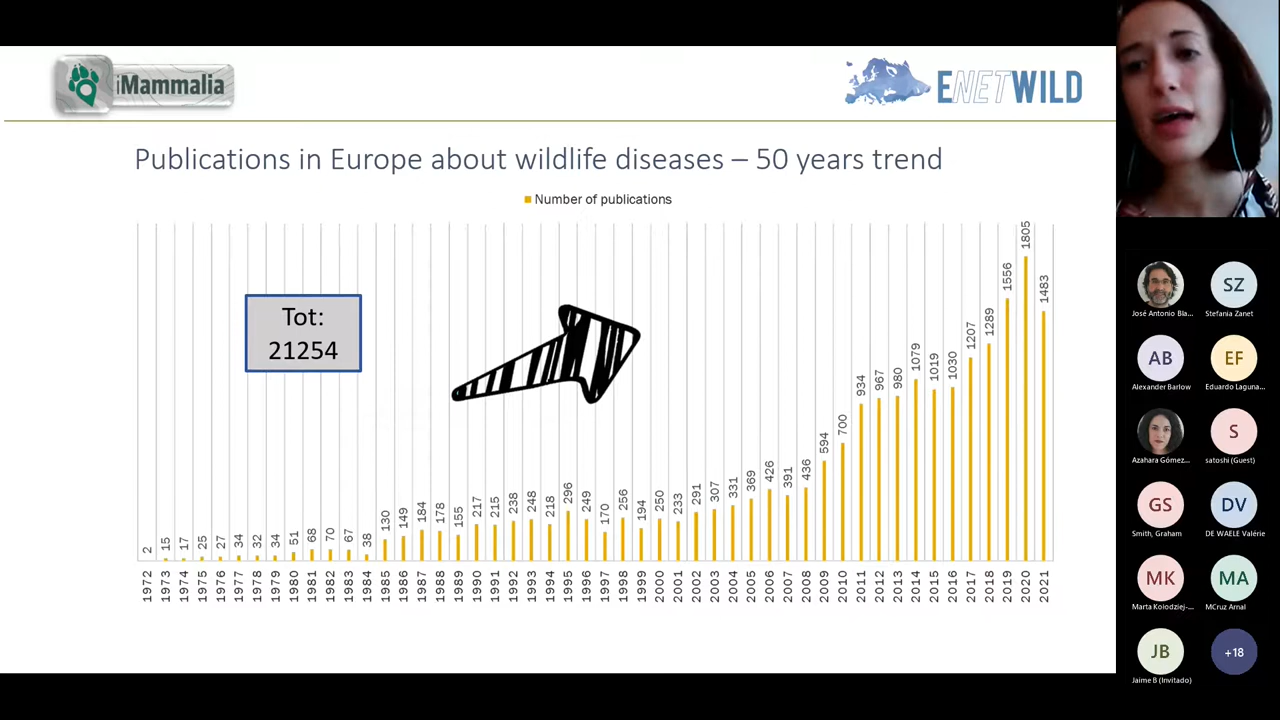 iMammalia
ENETWILD
Publications in Europe about wildlife diseases – 50 years trend
Number of publications
Tot:
21254
2 15 17 25 27 34 32 34 51 68 70 67 38 130 149 184 178 155 217 215 238 248 218 296 249 170 256 194 250 233 291 307 331 369 426 391 436 594 700 934 967 980 1079 1019 1030 1207 1289 1556 1805 1483
1972 1973 1974 1975 1976 1977 1978 1979 1980 1981 1982 1983 1984 1985 1986 1987 1988 1989 1990 1991 1992 1993 1994 1995 1996 1997 1998 1999 2000 2001 2002 2003 2004 2005 2006 2007 2008 2009 2010 2011 2012 2013 2014 2015 2016 2017 2018 2019 2020 2021
SZ
José Antonio Bla... Stefania Zanet
AB EF
Alexander Barlow Eduardo Laguna...
S
Azahara Gómez... satoshi (Guest)
GS DV
Smith, Graham DE WAELE Valérie
MK MA
Marta Kołodziej-... MCruz Arnal
JB +18
Jaime B (Invitado)